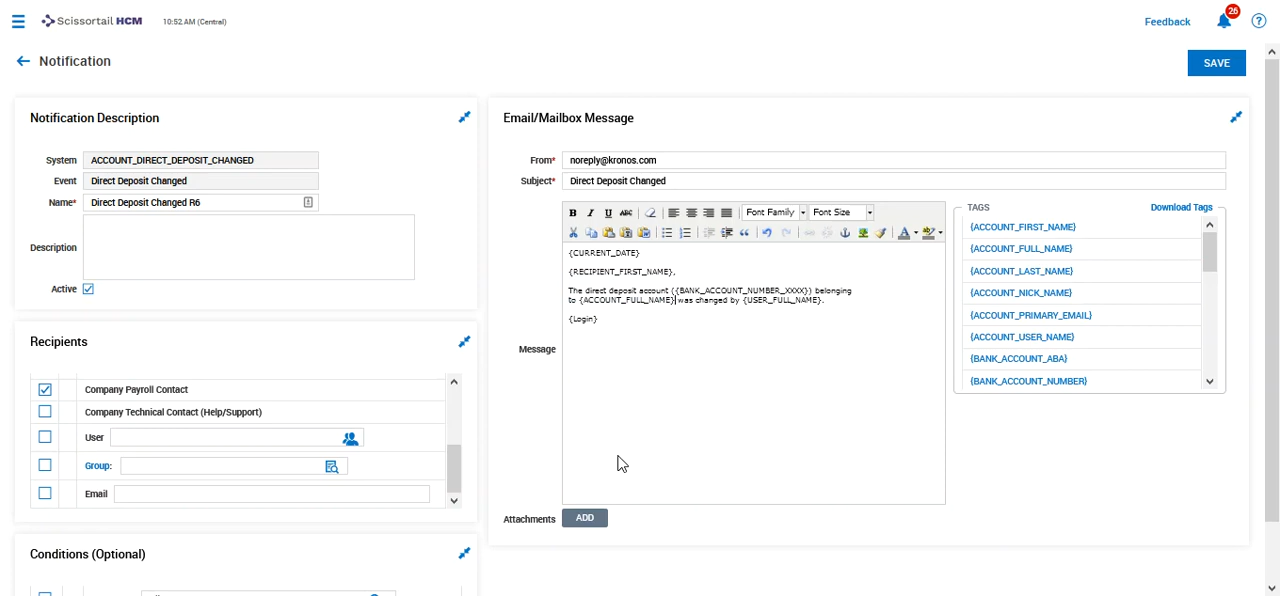 Scissortail HCM 10:52 AM (Central) Feedback 26 ?
Notification SAVE
Notification Description
System ACCOUNT_DIRECT_DEPOSIT_CHANGED
Event Direct Deposit Changed
Name* Direct Deposit Changed R6
Description
Active
Recipients
Company Payroll Contact
Company Technical Contact (Help/Support)
User
Group:
Email
Conditions (Optional)
Email/Mailbox Message
From* noreply@kronos.com
Subject* Direct Deposit Changed
B I U ABC Font Family Font Size
A ab
{CURRENT_DATE}
{RECIPIENT_FIRST_NAME},
The direct deposit account ({BANK_ACCOUNT_NUMBER_XXXX}) belonging
to {ACCOUNT_FULL_NAME} was changed by {USER_FULL_NAME}.
{Login}
Message
Attachments ADD
TAGS Download Tags
{ACCOUNT_FIRST_NAME}
{ACCOUNT_FULL_NAME}
{ACCOUNT_LAST_NAME}
{ACCOUNT_NICK_NAME}
{ACCOUNT_PRIMARY_EMAIL}
{ACCOUNT_USER_NAME}
{BANK_ACCOUNT_ABA}
{BANK_ACCOUNT_NUMBER}